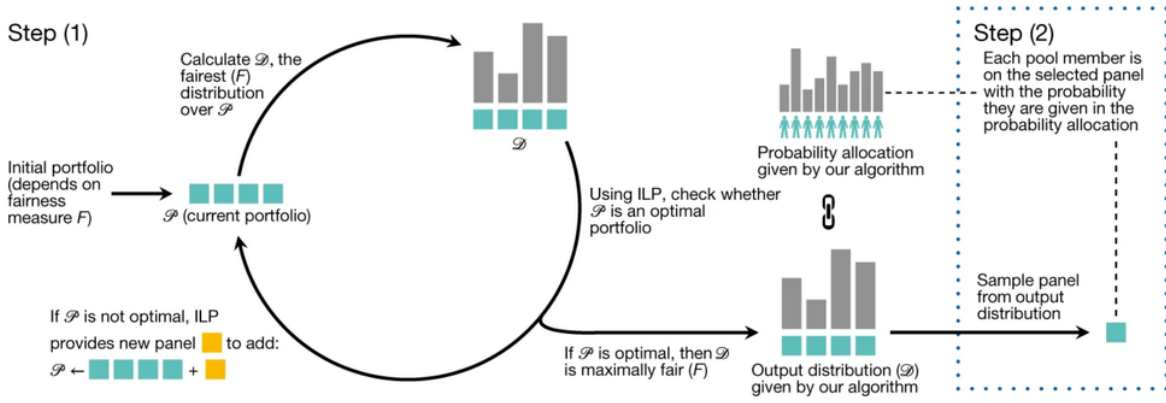 Step (1)
Calculate 𝒟, the
fairest (F)
distribution
over 𝒫
𝒟
Initial portfolio
(depends on
fairness
measure F)
𝒫 (current portfolio)
Using ILP, check whether
𝒫 is an optimal
portfolio
If 𝒫 is not optimal, ILP
provides new panel to add:
𝒫 ← +
If 𝒫 is optimal, then 𝒟
is maximally fair (F)
Probability allocation
given by our algorithm
Output distribution (𝒟)
given by our algorithm
Step (2)
Each pool member is
on the selected panel
with the probability
they are given in the
probability allocation
Sample panel
from output
distribution